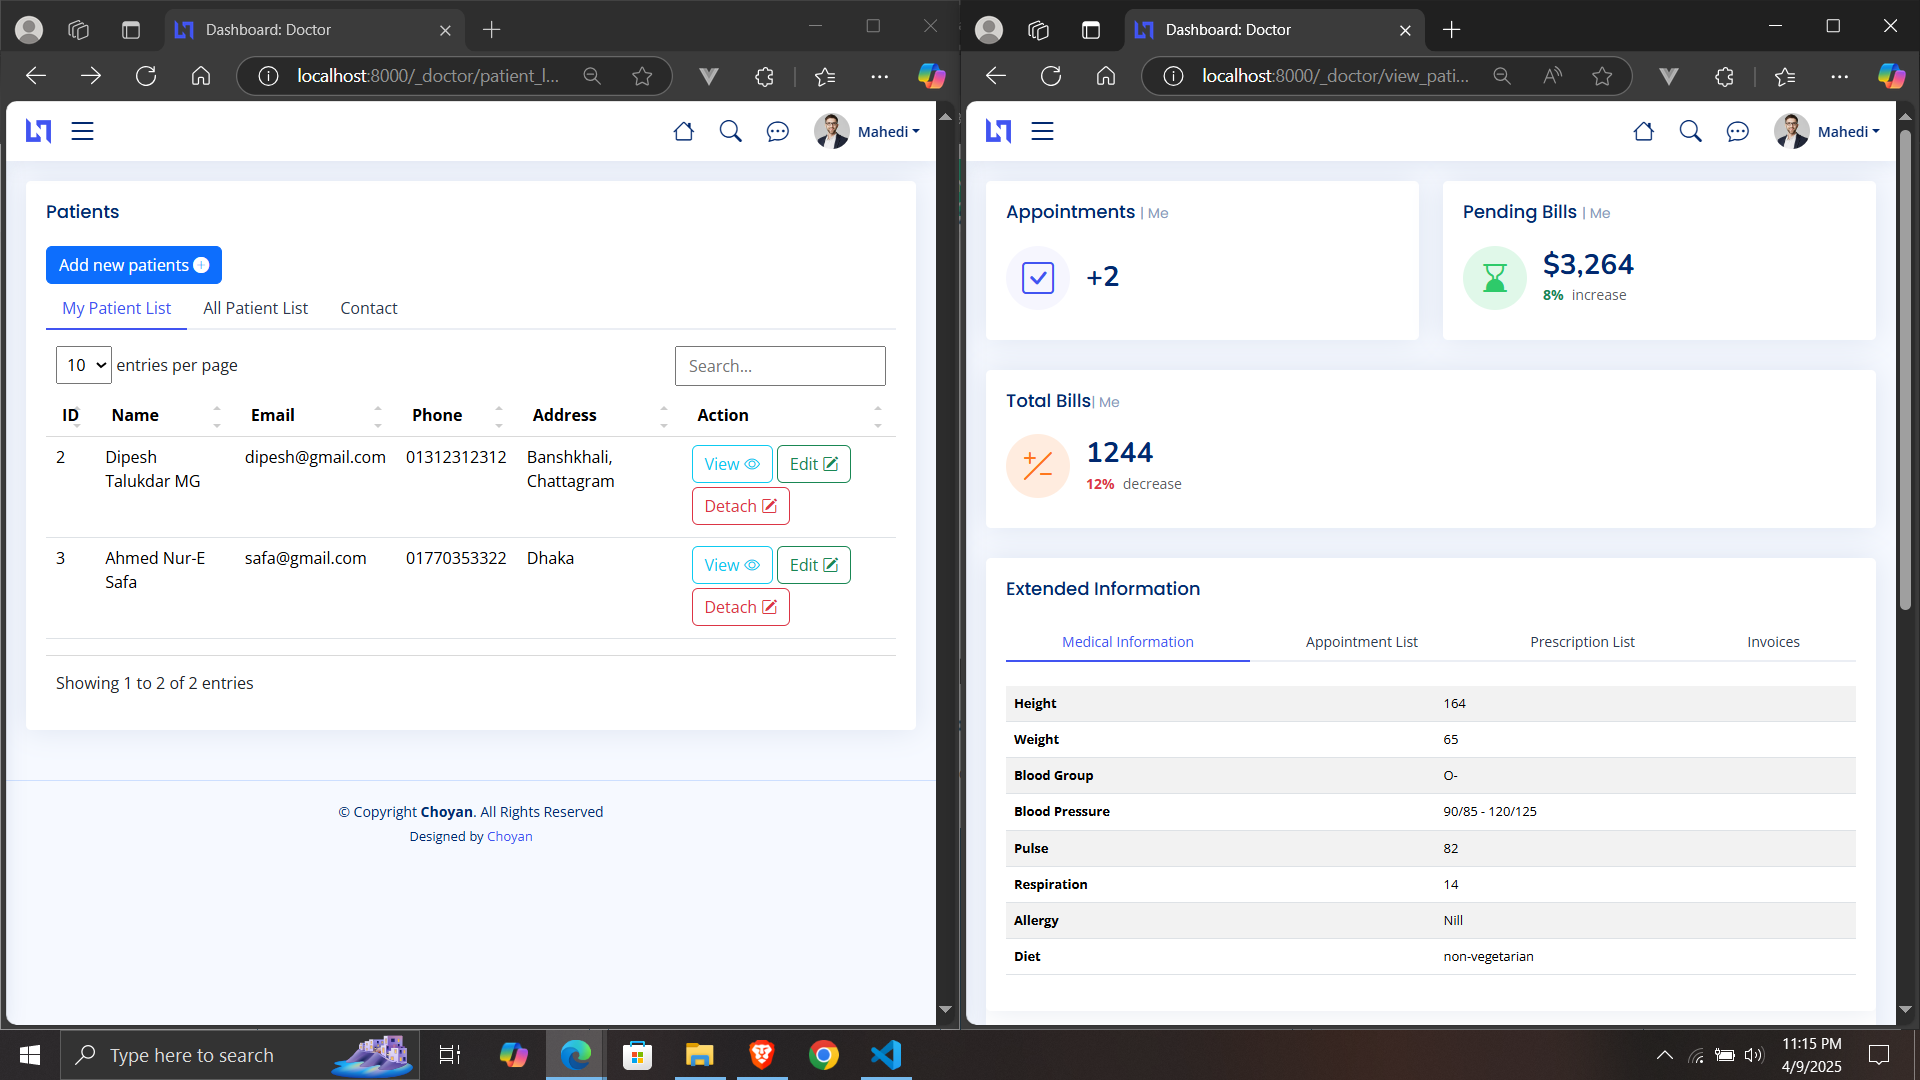 Dashboard: Doctor
localhost:8000/_doctor/patient_l...
Mahedi
Patients
Add new patients
My Patient List All Patient List Contact
10 entries per page Search...
ID Name Email Phone Address Action
2 Dipesh Talukdar MG dipesh@gmail.com 01312312312 Banshkhali, Chattagram View Edit
Detach
3 Ahmed Nur-E Safa safa@gmail.com 01770353322 Dhaka View Edit
Detach
Showing 1 to 2 of 2 entries
© Copyright Choyan. All Rights Reserved
Designed by Choyan
Dashboard: Doctor
localhost:8000/_doctor/view_pati...
Mahedi
Appointments | Me
+2
Pending Bills | Me
$3,264
8% increase
Total Bills| Me
1244
12% decrease
Extended Information
Medical Information Appointment List Prescription List Invoices
Height 164
Weight 65
Blood Group O-
Blood Pressure 90/85 - 120/125
Pulse 82
Respiration 14
Allergy Nill
Diet non-vegetarian
Type here to search
11:15 PM
4/9/2025